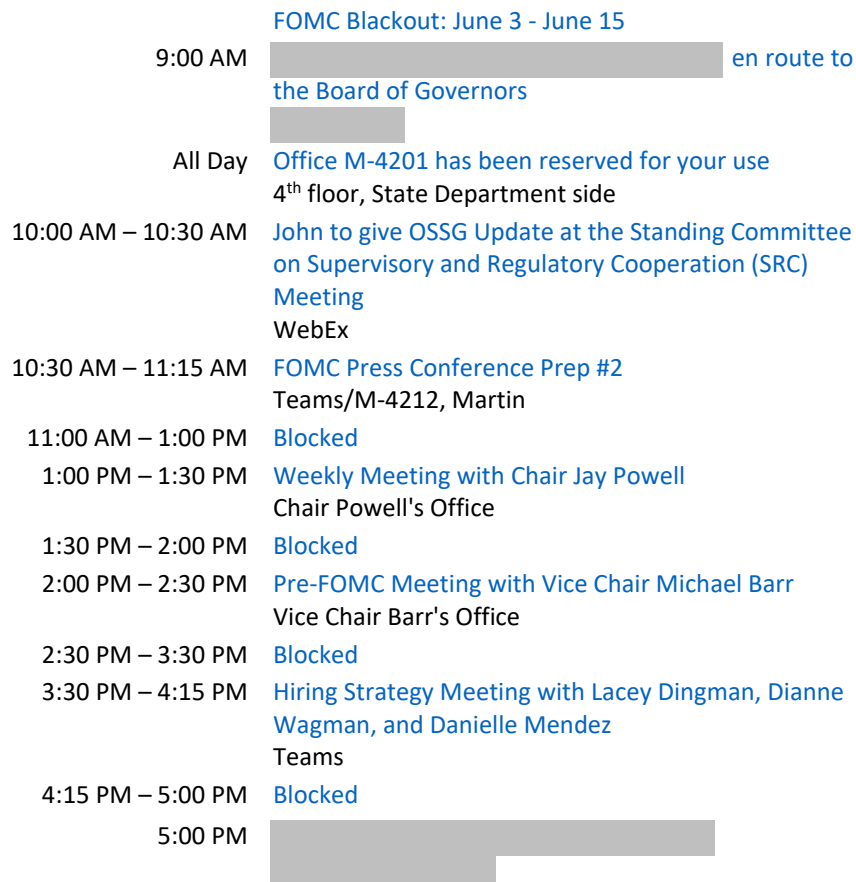 FOMC Blackout: June 3 - June 15
9:00 AM en route to
the Board of Governors
All Day Office M-4201 has been reserved for your use
4th floor, State Department side
10:00 AM – 10:30 AM John to give OSSG Update at the Standing Committee
on Supervisory and Regulatory Cooperation (SRC)
Meeting
WebEx
10:30 AM – 11:15 AM FOMC Press Conference Prep #2
Teams/M-4212, Martin
11:00 AM – 1:00 PM Blocked
1:00 PM – 1:30 PM Weekly Meeting with Chair Jay Powell
Chair Powell's Office
1:30 PM – 2:00 PM Blocked
2:00 PM – 2:30 PM Pre-FOMC Meeting with Vice Chair Michael Barr
Vice Chair Barr's Office
2:30 PM – 3:30 PM Blocked
3:30 PM – 4:15 PM Hiring Strategy Meeting with Lacey Dingman, Dianne
Wagman, and Danielle Mendez
Teams
4:15 PM – 5:00 PM Blocked
5:00 PM